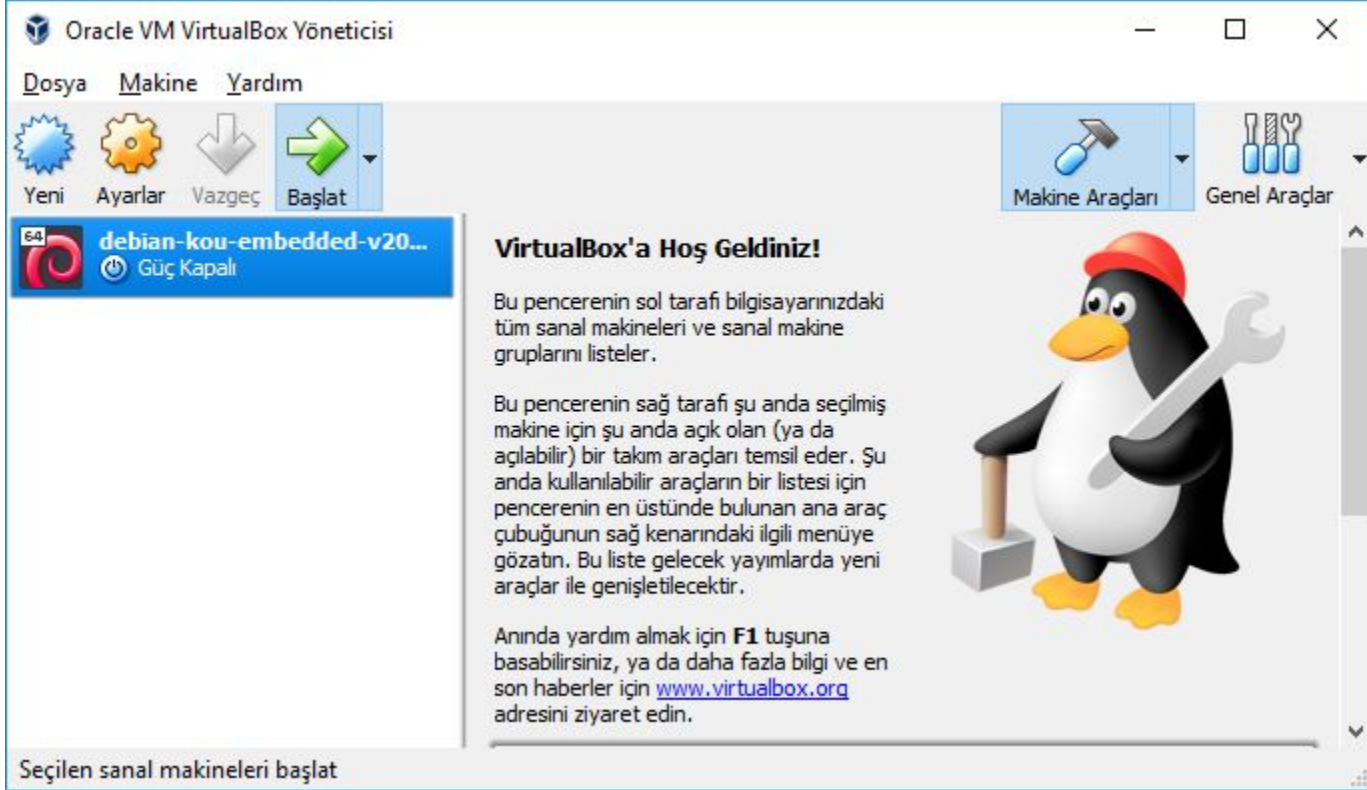 Oracle VM VirtualBox Yöneticisi
Dosya Makine Yardım
Yeni Ayarlar Vazgeç Başlat Makine Araçları Genel Araçlar
64
debian-kou-embedded-v20...
Güç Kapalı
VirtualBox'a Hoş Geldiniz!
Bu pencerenin sol tarafı bilgisayarınızdaki
tüm sanal makineleri ve sanal makine
gruplarını listeler.
Bu pencerenin sağ tarafı şu anda seçilmiş
makine için şu anda açık olan (ya da
açılabilir) bir takım araçları temsil eder. Şu
anda kullanılabilir araçların bir listesi için
pencerenin en üstünde bulunan ana araç
çubuğunun sağ kenarındaki ilgili menüye
gözatın. Bu liste gelecek yayımlarda yeni
araçlar ile genişletilecektir.
Anında yardım almak için F1 tuşuna
basabilirsiniz, ya da daha fazla bilgi ve en
son haberler için www.virtualbox.org
adresini ziyaret edin.
Seçilen sanal makineleri başlat